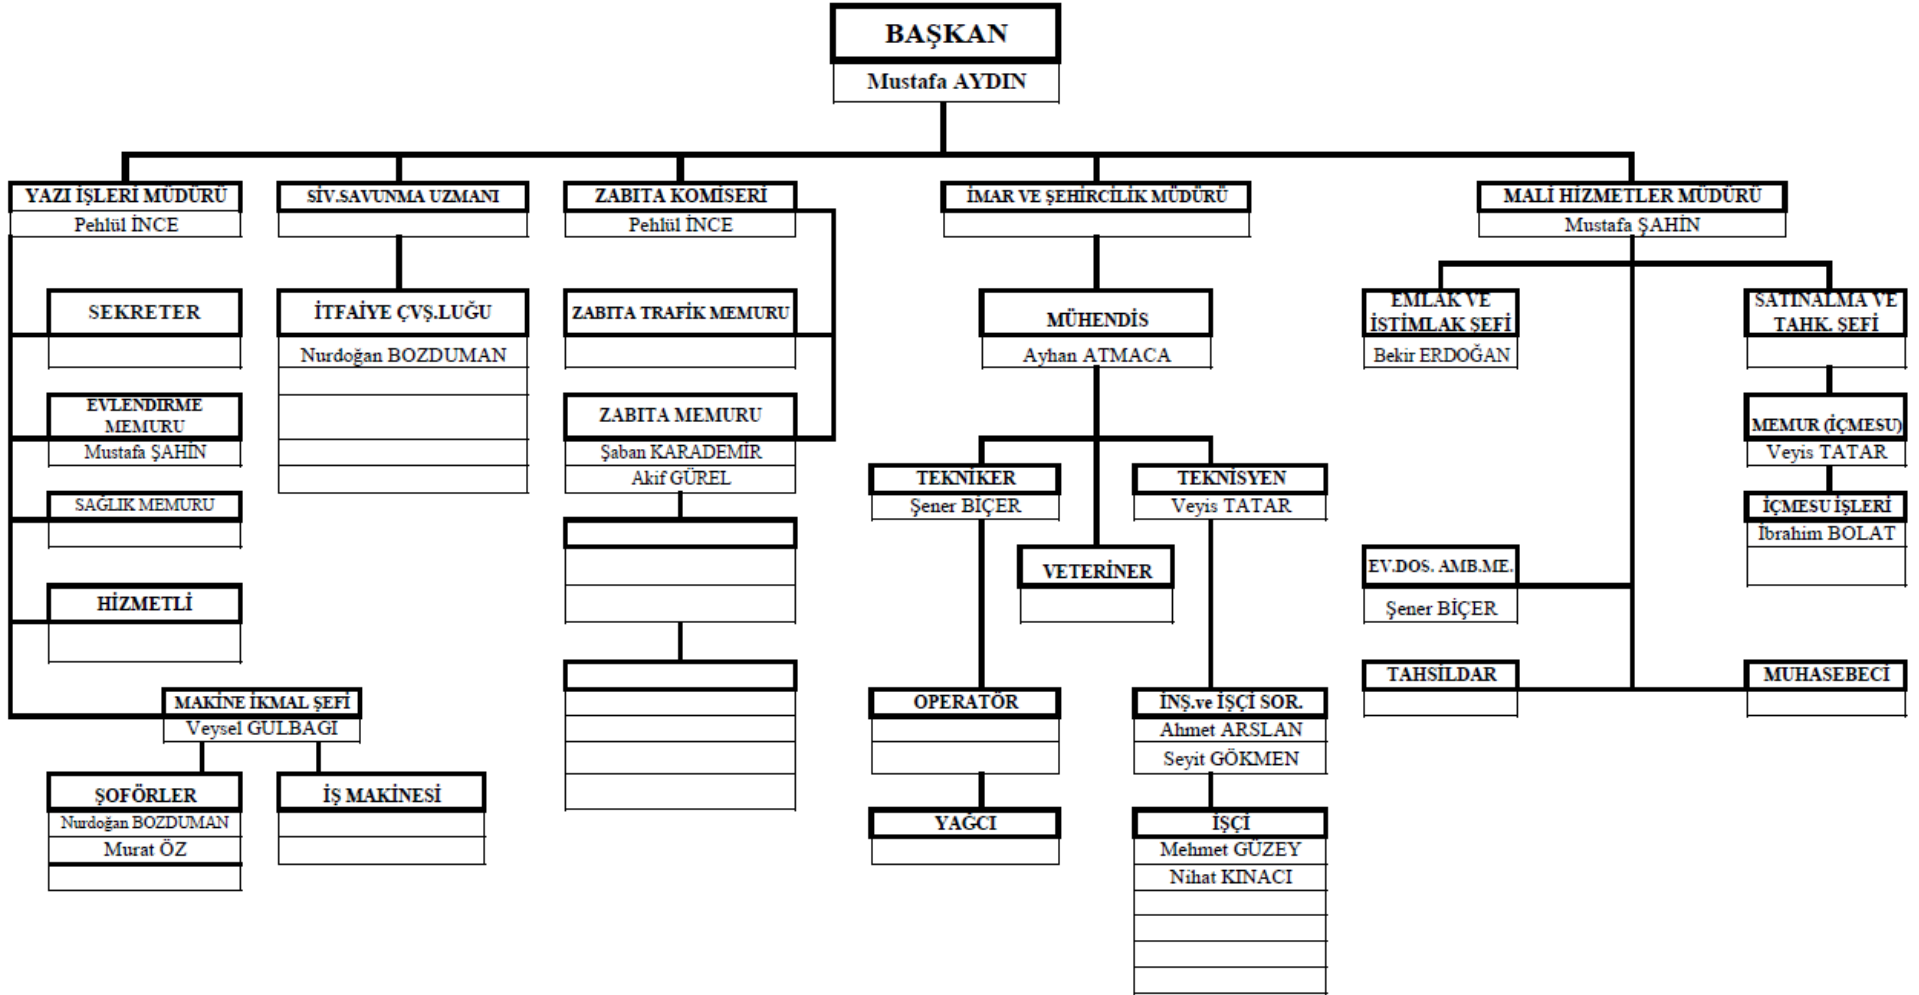 BAŞKAN
Mustafa AYDIN
YAZI İŞLERİ MÜDÜRÜ
Pehlül İNCE
SİV.SAVUNMA UZMANI
ZABITA KOMİSERİ
Pehlül İNCE
İMAR VE ŞEHİRCİLİK MÜDÜRÜ
MALİ HİZMETLER MÜDÜRÜ
Mustafa ŞAHİN
SEKRETER
EVLENDIRME
MEMURU
Mustafa ŞAHİN
SAĞLIK MEMURU
HİZMETLİ
MAKİNE İKMAL ŞEFİ
Veysel GULBAGI
ŞOFÖRLER
Nurdoğan BOZDUMAN
Murat ÖZ
İŞ MAKİNESİ
İTFAİYE ÇVŞ.LUĞU
Nurdoğan BOZDUMAN
ZABITA TRAFİK MEMURU
ZABITA MEMURU
Şaban KARADEMİR
Akif GÜREL
MÜHENDİS
Ayhan ATMACA
TEKNİKER
Şener BİÇER
TEKNİSYEN
Veyis TATAR
VETERİNER
OPERATÖR
YAĞCI
İNŞ.ve İŞÇİ SOR.
Ahmet ARSLAN
Seyit GÖKMEN
İŞÇİ
Mehmet GÜZEY
Nihat KINACI
EMLAK VE
İSTİMLAK ŞEFİ
Bekir ERDOĞAN
SATINALMA VE
TAHK. ŞEFİ
MEMUR (İÇMESU)
Veyis TATAR
İÇMESU İŞLERİ
İbrahim BOLAT
EV.DOS. AMB.ME.
Şener BİÇER
TAHSİLDAR
MUHASEBECİ